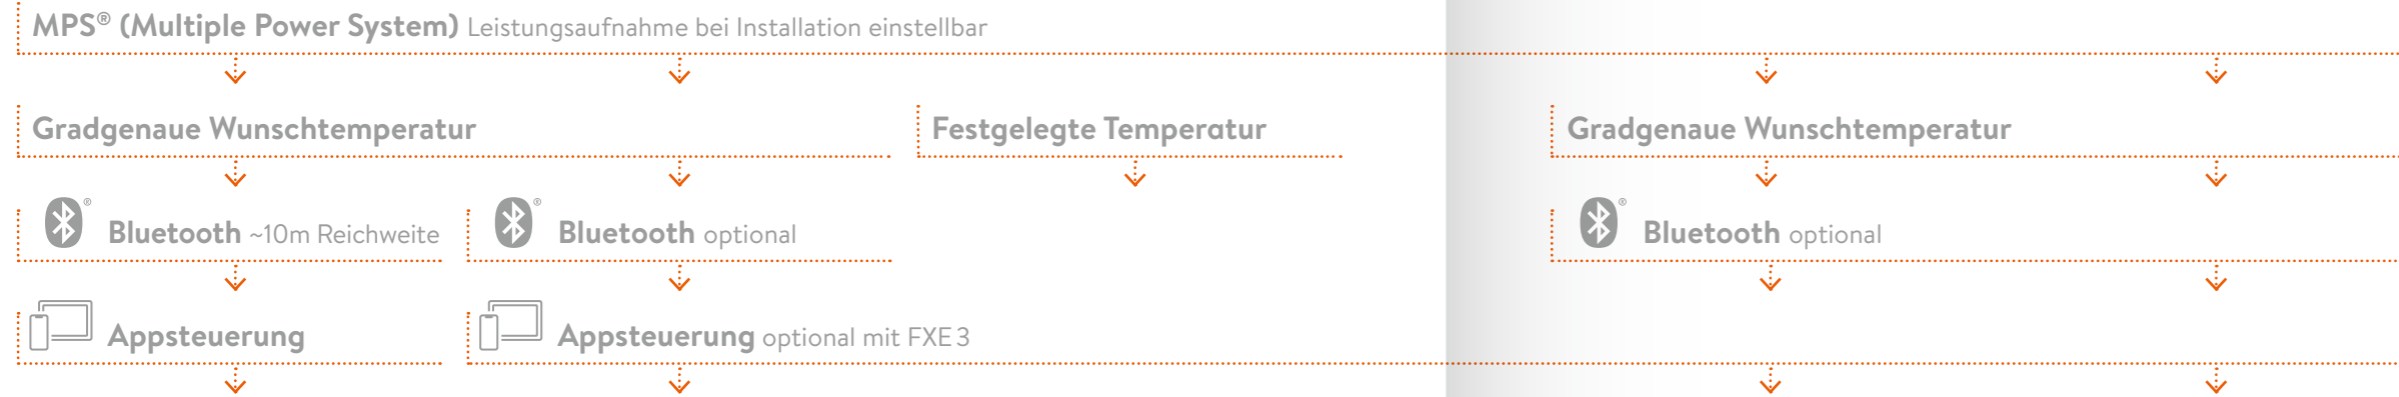 MPS® (Multiple Power System) Leistungsaufnahme bei Installation einstellbar
Gradgenaue Wunschtemperatur
Festgelegte Temperatur
Gradgenaue Wunschtemperatur
® Bluetooth ~10m Reichweite
® Bluetooth optional
® Bluetooth optional
Appsteuerung
Appsteuerung optional mit FXE 3